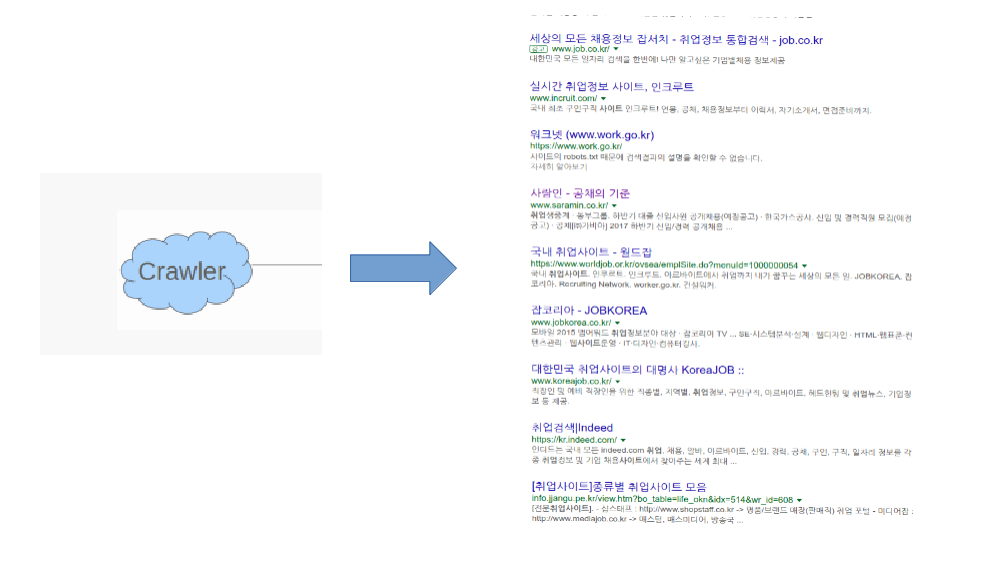 Crawler
세상의 모든 채용정보 잡서치 - 취업정보 통합검색 - job.co.kr
광고 www.job.co.kr/
대한민국 모든 일자리 검색을 한번에! 나만 알고싶은 기업별채용 정보제공
실시간 취업정보 사이트, 인크루트
www.incruit.com/
국내 최초 구인구직 사이트 인크루트! 연봉, 공채, 채용정보부터 이력서, 자기소개서, 면접준비까지.
워크넷 (www.work.go.kr)
https://www.work.go.kr/
사이트의 robots.txt 때문에 검색결과의 설명을 확인할 수 없습니다.
자세히 알아보기
사람인 - 공채의 기준
www.saramin.co.kr/
취업생중계 · 동부그룹. 하반기 대졸 신입사원 공개채용(예정공고) · 한국가스공사. 신입 및 경력직원 모집(예정
공고) · 공채[㈜가비아] 2017 하반기 신입/경력 공개채용 ...
국내 취업사이트 - 월드잡
https://www.worldjob.or.kr/ovsea/emplSite.do?menuId=1000000054
국내 취업사이트. 인쿠르트. 인크루트. 아르바이트에서 취업까지 내가 꿈꾸는 세상의 모든 일. JOBKOREA. 잡
코리아. Recruiting Network. worker.go.kr. 건설워커.
잡코리아 - JOBKOREA
www.jobkorea.co.kr/
모바일 2015 앱어워드 취업정보분야 대상 · 잡코리아 TV ... SE·시스템분석·설계 · 웹디자인 · HTML·웹표준·컨
텐츠관리 · 웹사이트운영 · IT·디자인·컴퓨터강사.
대한민국 취업사이트의 대명사 KoreaJOB ::
www.koreajob.co.kr/
직장인 및 예비 직장인을 위한 직종별, 지역별, 취업정보, 구인구직, 아르바이트, 헤드헌팅 및 취업뉴스, 기업정
보 등 제공.
취업검색|Indeed
https://kr.indeed.com/
인디드는 국내 모든 indeed.com 취업, 채용, 알바, 아르바이트, 신입, 경력, 공채, 구인, 구직, 일자리 정보를 각
종 취업정보 및 기업 채용사이트에서 찾아주는 세계 최대 ...
[취업사이트]종류별 취업사이트 모음
info.jjangu.pe.kr/view.htm?bo_table=life_okn&idx=514&wr_id=608
[전문취업사이트]. - 샵스태프 : http://www.shopstaff.co.kr -> 명품/브랜드 매장(판매직) 취업 포털 - 미디어잡 :
http://www.mediajob.co.kr -> 매스컴, 매스미디어, 방송국 ...